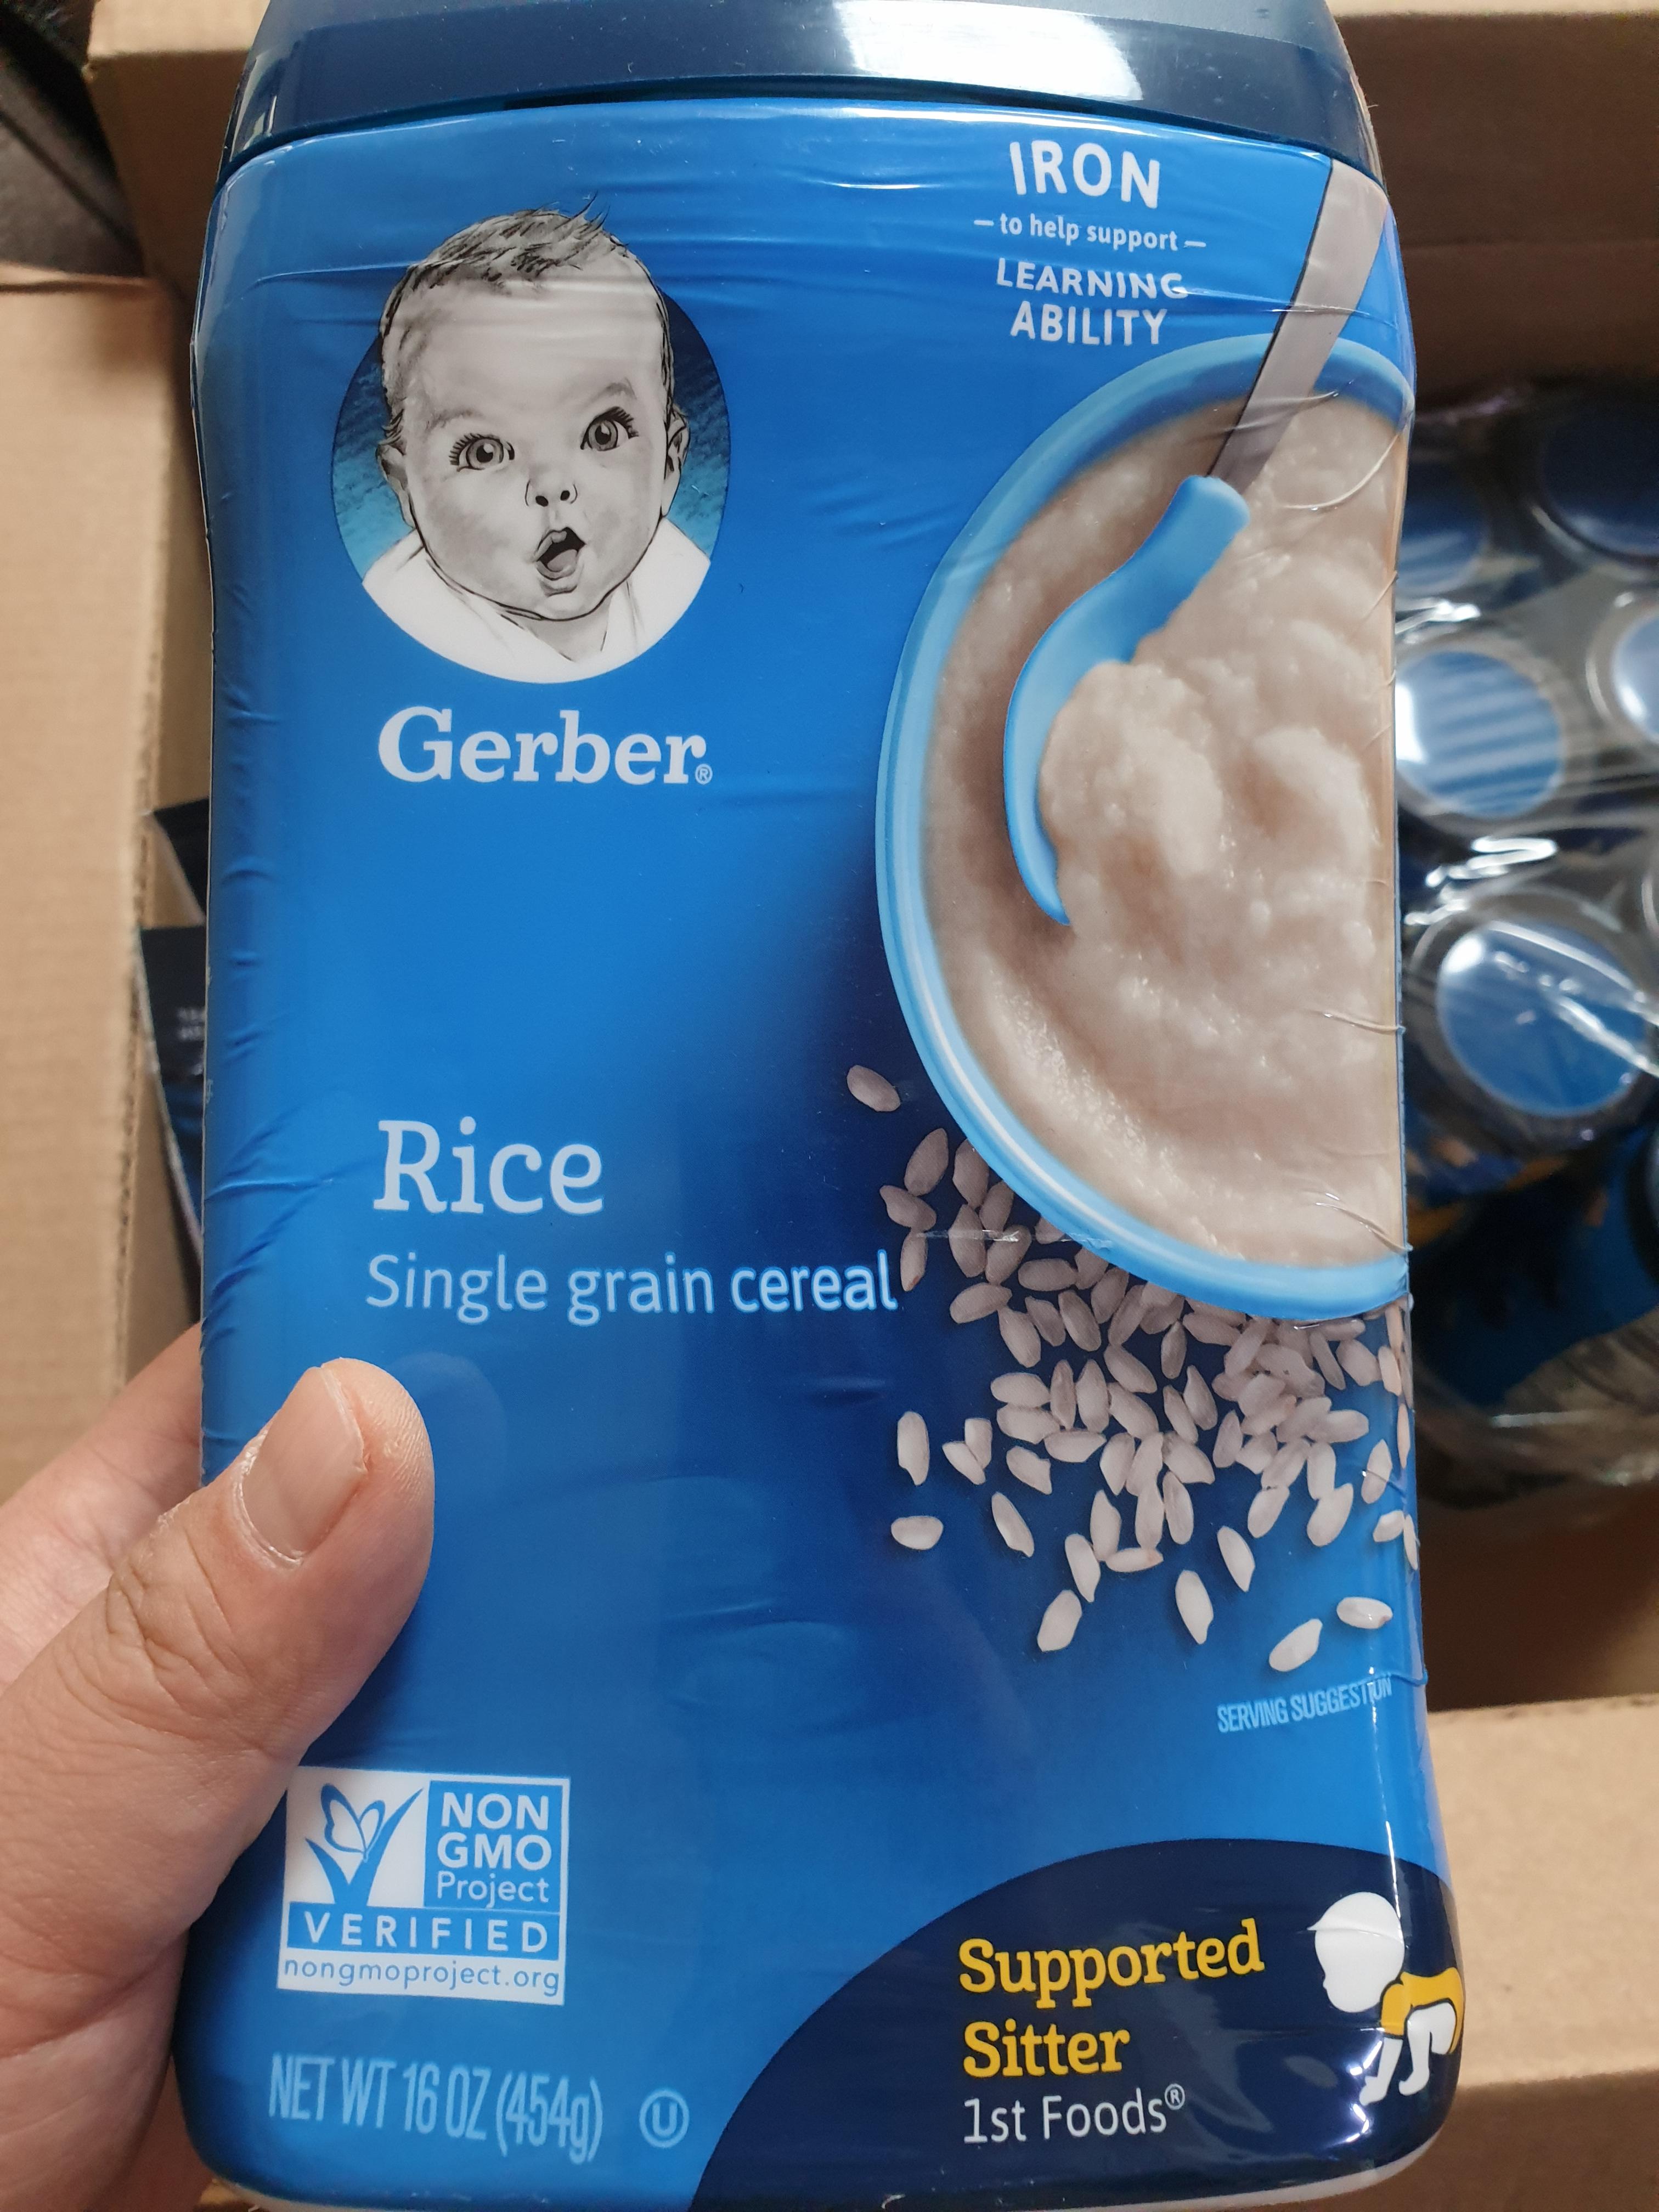 IRON
– to help support –
LEARNING
ABILITY
Gerber®
Rice
Single grain cereal
SERVING SUGGESTION
NON
GMO
Project
VERIFIED
nongmoproject.org
NET WT 16 OZ (454g) U
Supported
Sitter
1st Foods®